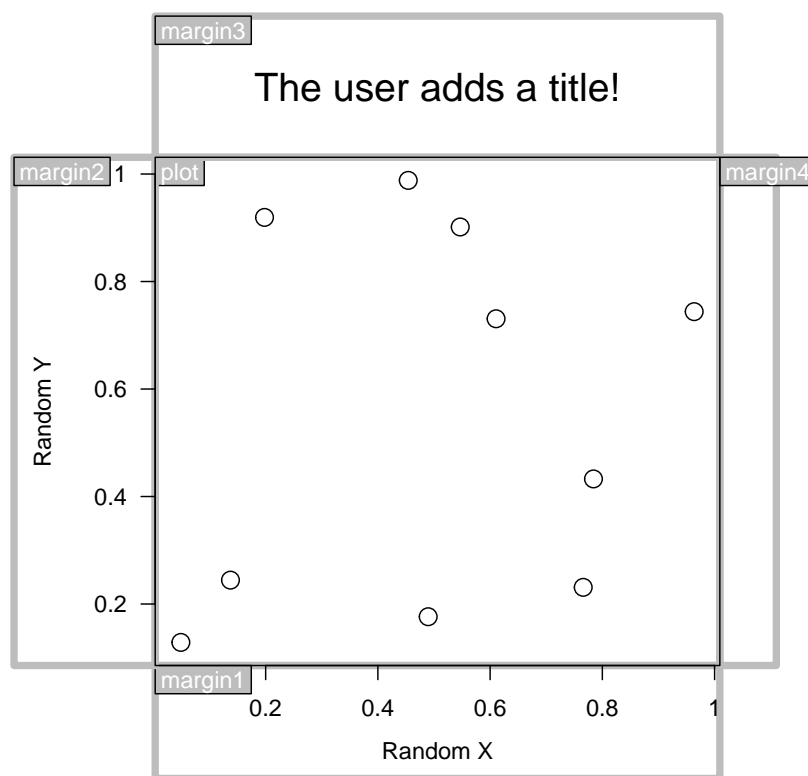 margin3
The user adds a title!
margin2
plot
margin4
1
0.8
0.6
0.4
0.2
Random Y
margin1
0.2 0.4 0.6 0.8 1
Random X